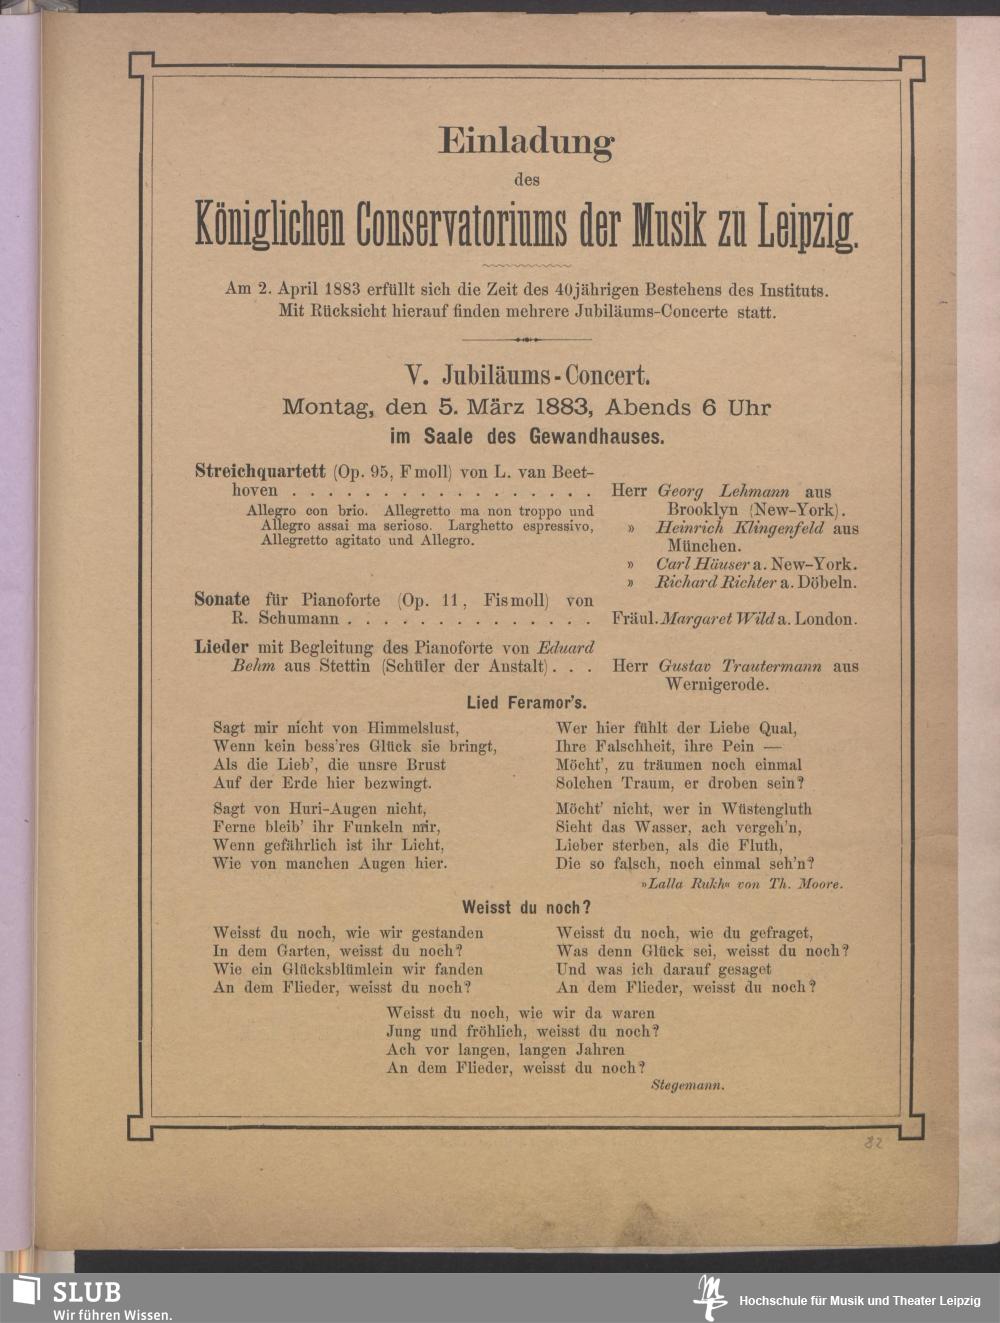 Einladung
des
Königlichen Conservatoriums der Musik zu Leipzig.
Am 2. April 1883 erfüllt sich die Zeit des 40jährigen Bestehens des Instituts.
Mit Rücksicht hierauf finden mehrere Jubiläums-Concerte statt.
V. Jubiläums-Concert.
Montag, den 5. März 1883, Abends 6 Uhr
im Saale des Gewandhauses.
Streichquartett (Op. 95, F moll) von L. van Beet-
hoven . . . . . . . . . . . . . . . . . Herr Georg Lehmann aus
Brooklyn (New-York).
Allegro con brio. Allegretto ma non troppo und
Allegro assai ma serioso. Larghetto espressivo,
Allegretto agitato und Allegro.
» Heinrich Klingenfeld aus
München.
» Carl Häuser a. New-York.
» Richard Richter a. Döbeln.
Sonate für Pianoforte (Op. 11, Fismoll) von
R. Schumann . . . . . . . . . . . . . . Fräul. Margaret Wild a. London.
Lieder mit Begleitung des Pianoforte von Eduard
Behm aus Stettin (Schüler der Anstalt) . . . Herr Gustav Trautermann aus
Wernigerode.
Lied Feramor's.
Sagt mir nicht von Himmelslust,
Wenn kein bess'res Glück sie bringt,
Als die Lieb', die unsre Brust
Auf der Erde hier bezwingt.
Sagt von Huri-Augen nicht,
Ferne bleib' ihr Funkeln mir,
Wenn gefährlich ist ihr Licht,
Wie von manchen Augen hier.
Wer hier fühlt der Liebe Qual,
Ihre Falschheit, ihre Pein —
Möcht', zu träumen noch einmal
Solchen Traum, er droben sein?
Möcht' nicht, wer in Wüstengluth
Sieht das Wasser, ach vergeh'n,
Lieber sterben, als die Fluth,
Die so falsch, noch einmal seh'n?
»Lalla Rukh« von Th. Moore.
Weisst du noch?
Weisst du noch, wie wir gestanden
In dem Garten, weisst du noch?
Wie ein Glücksblümlein wir fanden
An dem Flieder, weisst du noch?
Weisst du noch, wie du gefraget,
Was denn Glück sei, weisst du noch?
Und was ich darauf gesaget
An dem Flieder, weisst du noch?
Weisst du noch, wie wir da waren
Jung und fröhlich, weisst du noch?
Ach vor langen, langen Jahren
An dem Flieder, weisst du noch?
Stegemann.
82
SLUB
Wir führen Wissen.
Hochschule für Musik und Theater Leipzig